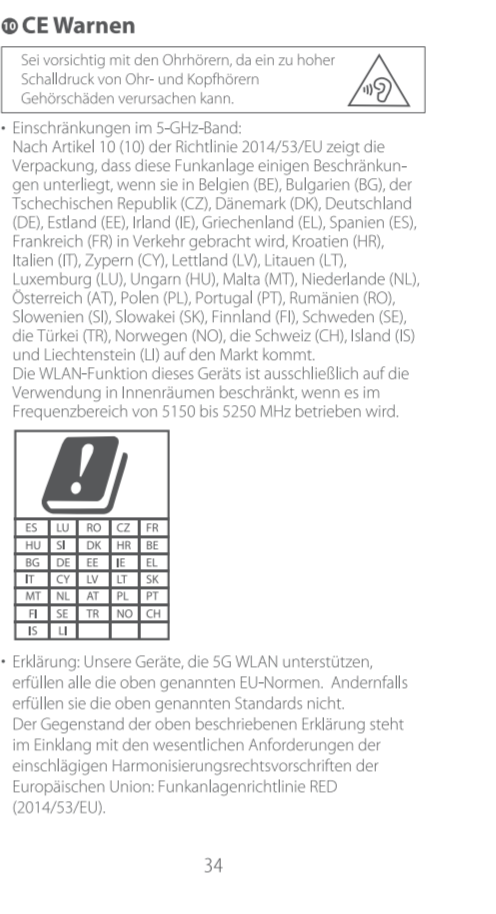 ⑩ CE Warnen
Sei vorsichtig mit den Ohrhörern, da ein zu hoher
Schalldruck von Ohr- und Kopfhörern
Gehörschäden verursachen kann.
• Einschränkungen im 5-GHz-Band:
Nach Artikel 10 (10) der Richtlinie 2014/53/EU zeigt die
Verpackung, dass diese Funkanlage einigen Beschränkun-
gen unterliegt, wenn sie in Belgien (BE), Bulgarien (BG), der
Tschechischen Republik (CZ), Dänemark (DK), Deutschland
(DE), Estland (EE), Irland (IE), Griechenland (EL), Spanien (ES),
Frankreich (FR) in Verkehr gebracht wird, Kroatien (HR),
Italien (IT), Zypern (CY), Lettland (LV), Litauen (LT),
Luxemburg (LU), Ungarn (HU), Malta (MT), Niederlande (NL),
Österreich (AT), Polen (PL), Portugal (PT), Rumänien (RO),
Slowenien (SI), Slowakei (SK), Finnland (FI), Schweden (SE),
die Türkei (TR), Norwegen (NO), die Schweiz (CH), Island (IS)
und Liechtenstein (LI) auf den Markt kommt.
Die WLAN-Funktion dieses Geräts ist ausschließlich auf die
Verwendung in Innenräumen beschränkt, wenn es im
Frequenzbereich von 5150 bis 5250 MHz betrieben wird.
ES LU RO CZ FR
HU SI DK HR BE
BG DE EE IE EL
IT CY LV LT SK
MT NL AT PL PT
FI SE TR NO CH
IS LI
• Erklärung: Unsere Geräte, die 5G WLAN unterstützen,
erfüllen alle die oben genannten EU-Normen. Andernfalls
erfüllen sie die oben genannten Standards nicht.
Der Gegenstand der oben beschriebenen Erklärung steht
im Einklang mit den wesentlichen Anforderungen der
einschlägigen Harmonisierungsrechtsvorschriften der
Europäischen Union: Funkanlagenrichtlinie RED
(2014/53/EU).
34